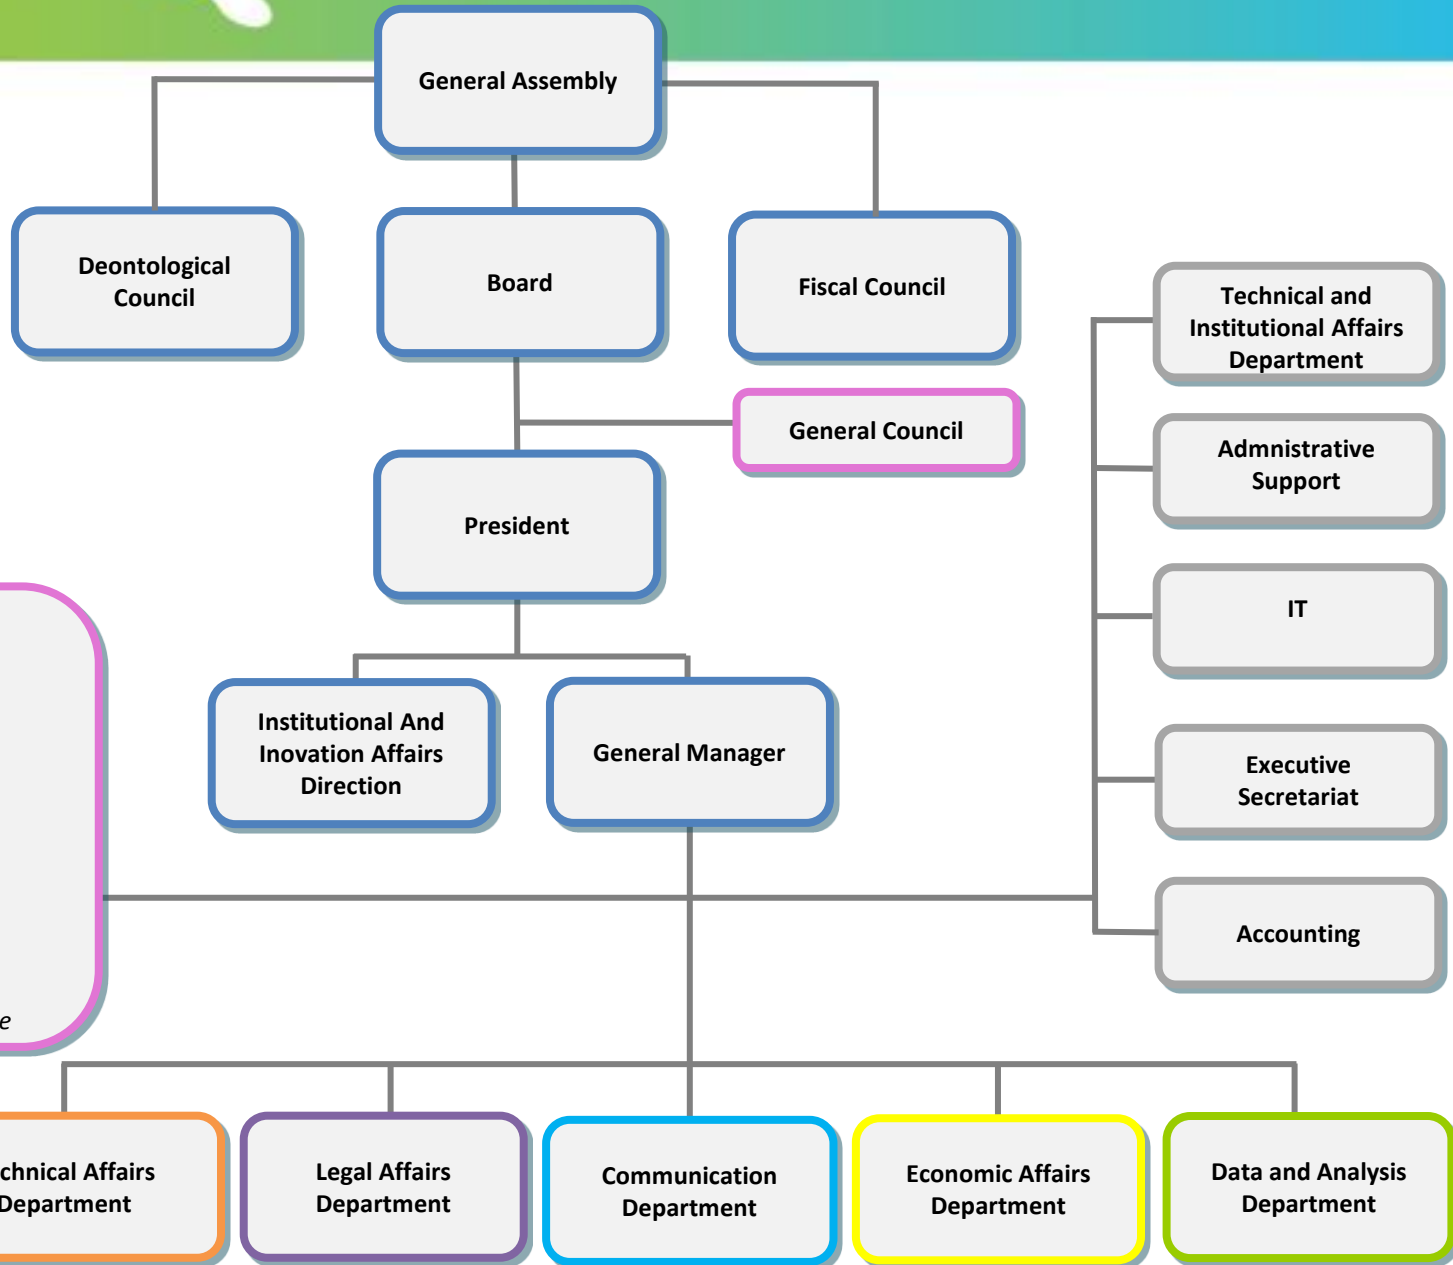 General Assembly
Deontological
Council
Board
Fiscal Council
Technical and
Institutional Affairs
Department
General Council
Admnistrative
Support
President
IT
Institutional And
Inovation Affairs
Direction
General Manager
Executive
Secretariat
Accounting
e
chnical Affairs
Department
Legal Affairs
Department
Communication
Department
Economic Affairs
Department
Data and Analysis
Department